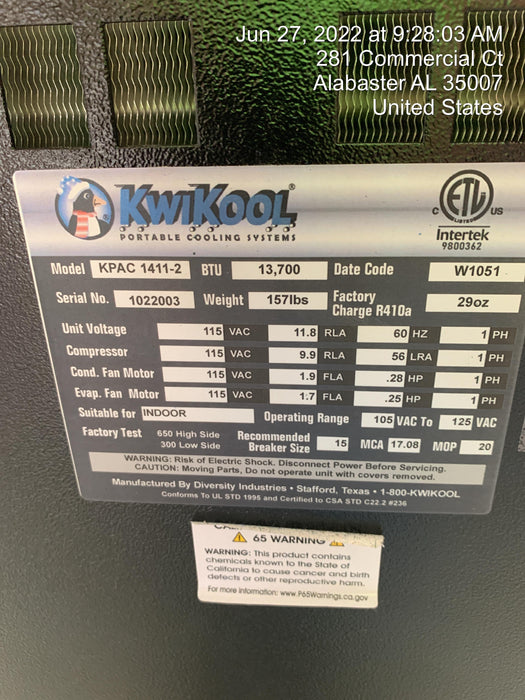 Jun 27, 2022 at 9:28:03 AM
281 Commercial Ct
Alabaster AL 35007
United States
KWIKOOL®
PORTABLE COOLING SYSTEMS
C ETL US
LISTED
Intertek
9800362
Model KPAC 1411-2 BTU 13,700 Date Code W1051
Serial No. 1022003 Weight 157lbs Factory Charge R410a 29oz
Unit Voltage 115 VAC 11.8 RLA 60 HZ 1 PH
Compressor 115 VAC 9.9 RLA 56 LRA 1 PH
Cond. Fan Motor 115 VAC 1.9 FLA .28 HP 1 PH
Evap. Fan Motor 115 VAC 1.7 FLA .25 HP 1 PH
Suitable for INDOOR Operating Range 105 VAC To 125 VAC
Factory Test 650 High Side 300 Low Side Recommended Breaker Size 15 MCA 17.08 MOP 20
WARNING: Risk of Electric Shock. Disconnect Power Before Servicing.
CAUTION: Moving Parts, Do not operate unit with covers removed.
Manufactured By Diversity Industries • Stafford, Texas • 1-800-KWIKOOL
Conforms To UL STD 1995 and Certified to CSA STD C22.2 #236
65 WARNING
WARNING: This product contains
chemicals known to the State of
California to cause cancer and birth
defects or other reproductive harm.
For more information: www.P65Warnings.ca.gov